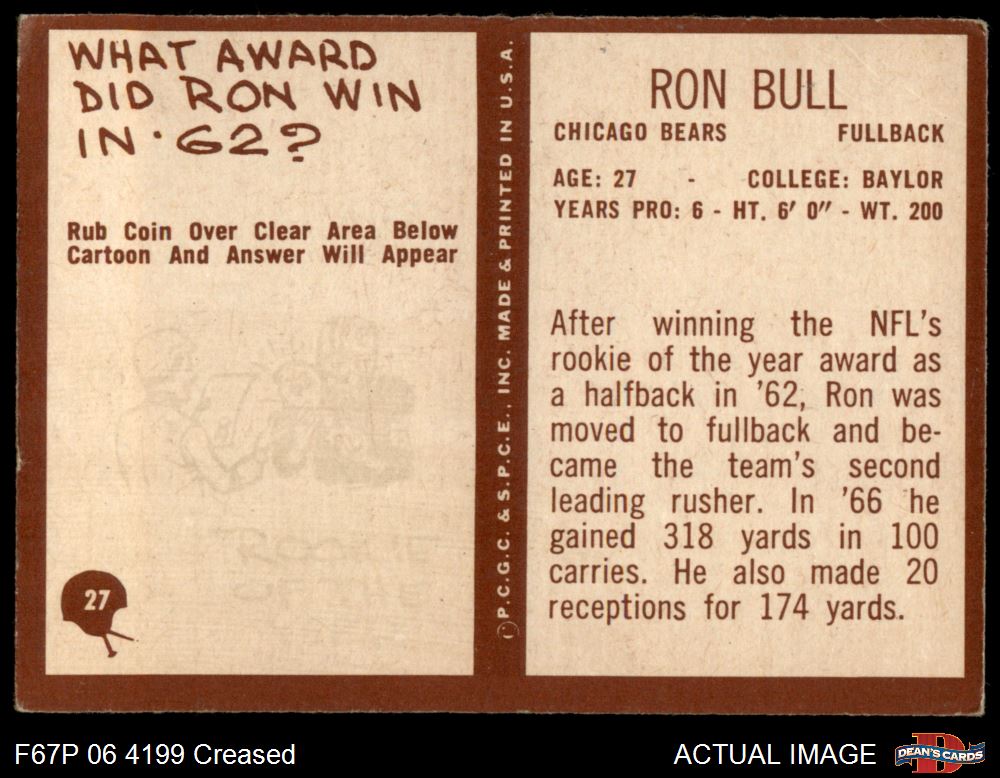 WHAT AWARD
DID RON WIN
IN '62?
Rub Coin Over Clear Area Below
Cartoon And Answer Will Appear
27
P.C.G.C. & S.P.C.E., INC. MADE & PRINTED IN U.S.A.
RON BULL
CHICAGO BEARS FULLBACK
AGE: 27 - COLLEGE: BAYLOR
YEARS PRO: 6 - HT. 6' 0" - WT. 200
After winning the NFL's
rookie of the year award as
a halfback in '62, Ron was
moved to fullback and be-
came the team's second
leading rusher. In '66 he
gained 318 yards in 100
carries. He also made 20
receptions for 174 yards.
F67P 06 4199 Creased
ACTUAL IMAGE
DEAN'S CARDS